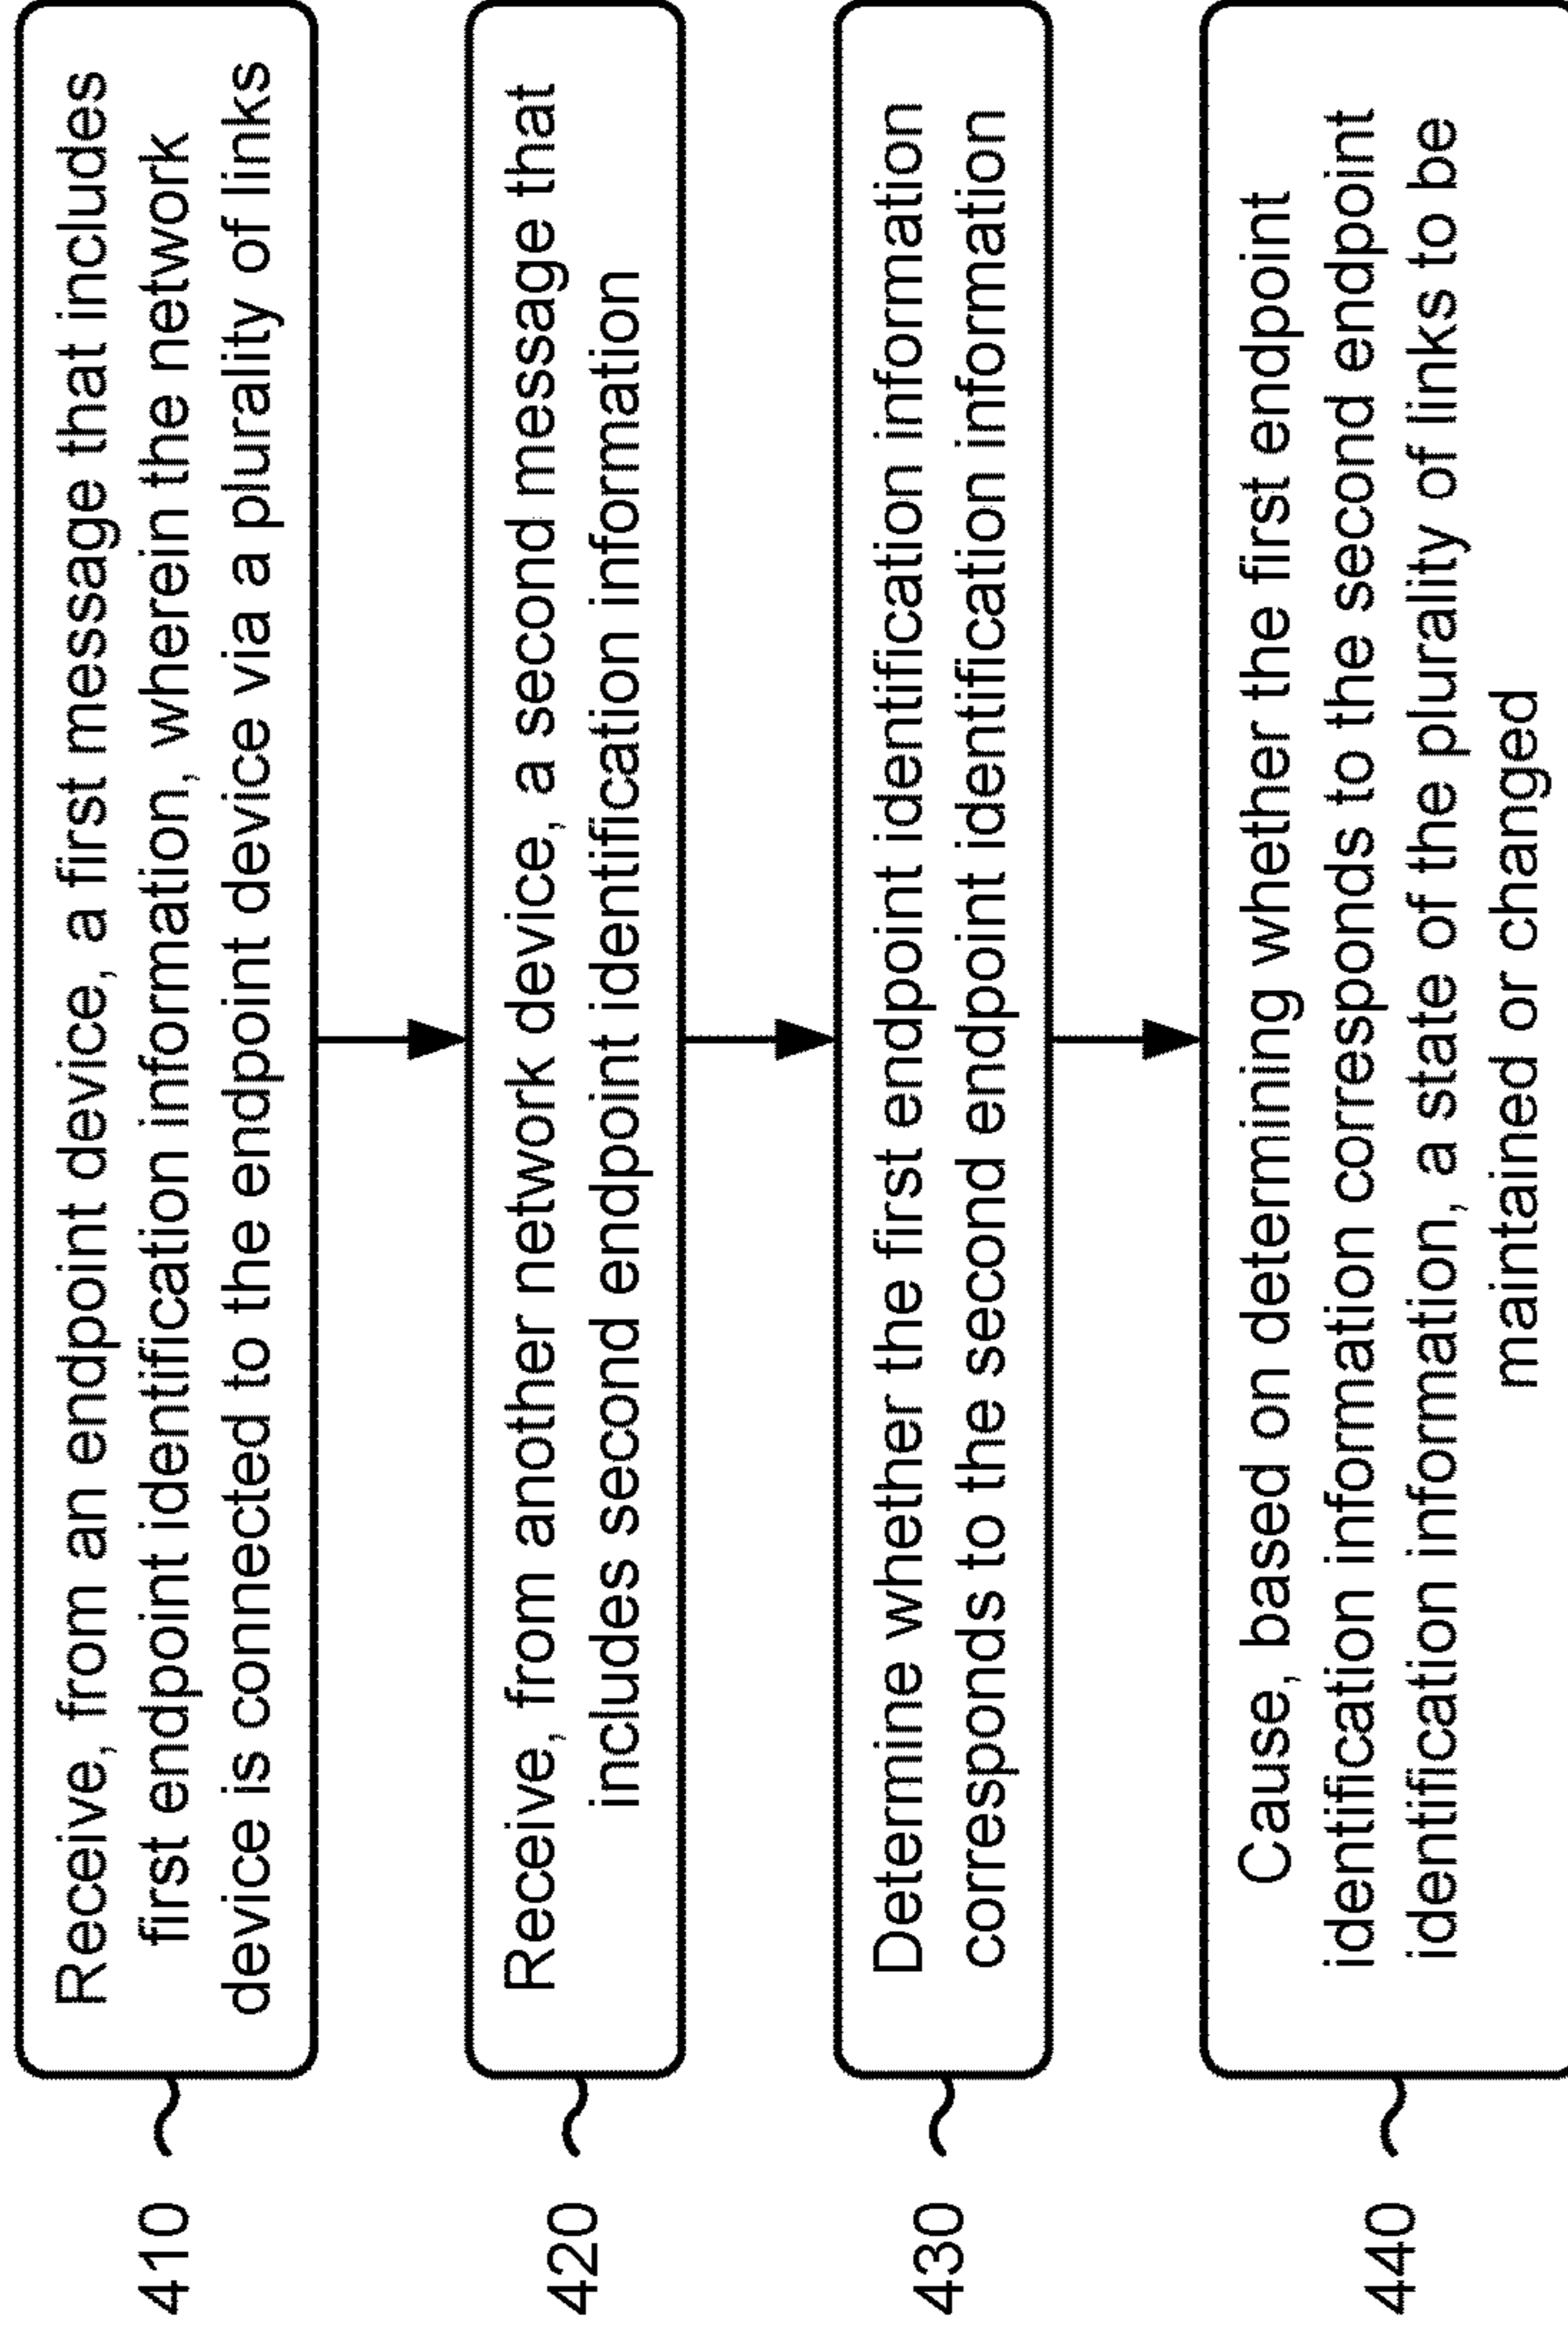 410
Receive, from an endpoint device, a first message that includes
first endpoint identification information, wherein the network
device is connected to the endpoint device via a plurality of links
420
Receive, from another network device, a second message that
includes second endpoint identification information
430
Determine whether the first endpoint identification information
corresponds to the second endpoint identification information
440
Cause, based on determining whether the first endpoint
identification information corresponds to the second endpoint
identification information, a state of the plurality of links to be
maintained or changed